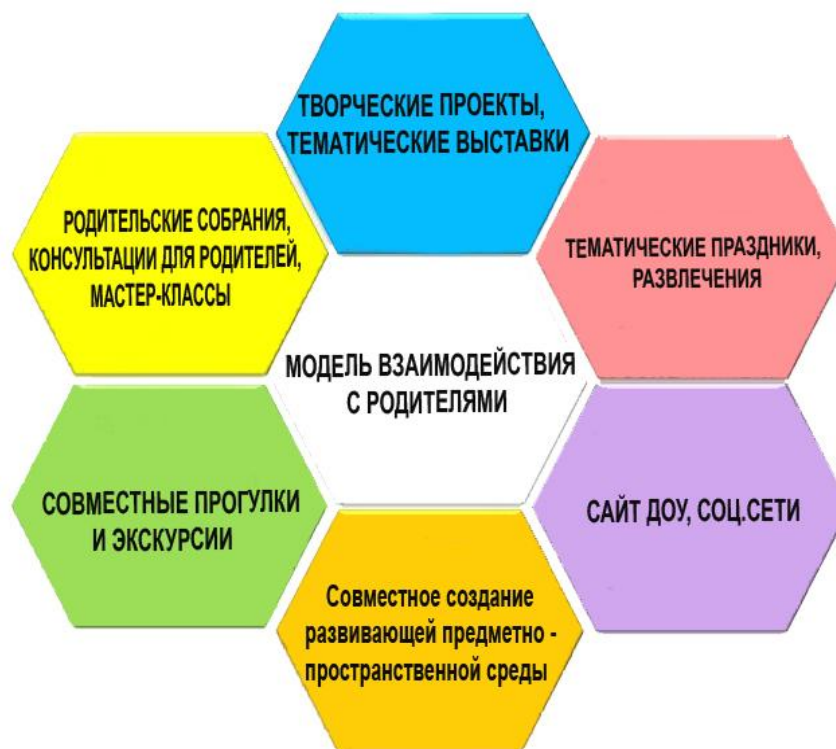 ТВОРЧЕСКИЕ ПРОЕКТЫ,
ТЕМАТИЧЕСКИЕ ВЫСТАВКИ
РОДИТЕЛЬСКИЕ СОБРАНИЯ,
КОНСУЛЬТАЦИИ ДЛЯ РОДИТЕЛЕЙ,
МАСТЕР-КЛАССЫ
ТЕМАТИЧЕСКИЕ ПРАЗДНИКИ,
РАЗВЛЕЧЕНИЯ
МОДЕЛЬ ВЗАИМОДЕЙСТВИЯ
С РОДИТЕЛЯМИ
СОВМЕСТНЫЕ ПРОГУЛКИ
И ЭКСКУРСИИ
САЙТ ДОУ, СОЦ.СЕТИ
Совместное создание
развивающей предметно -
пространственной среды